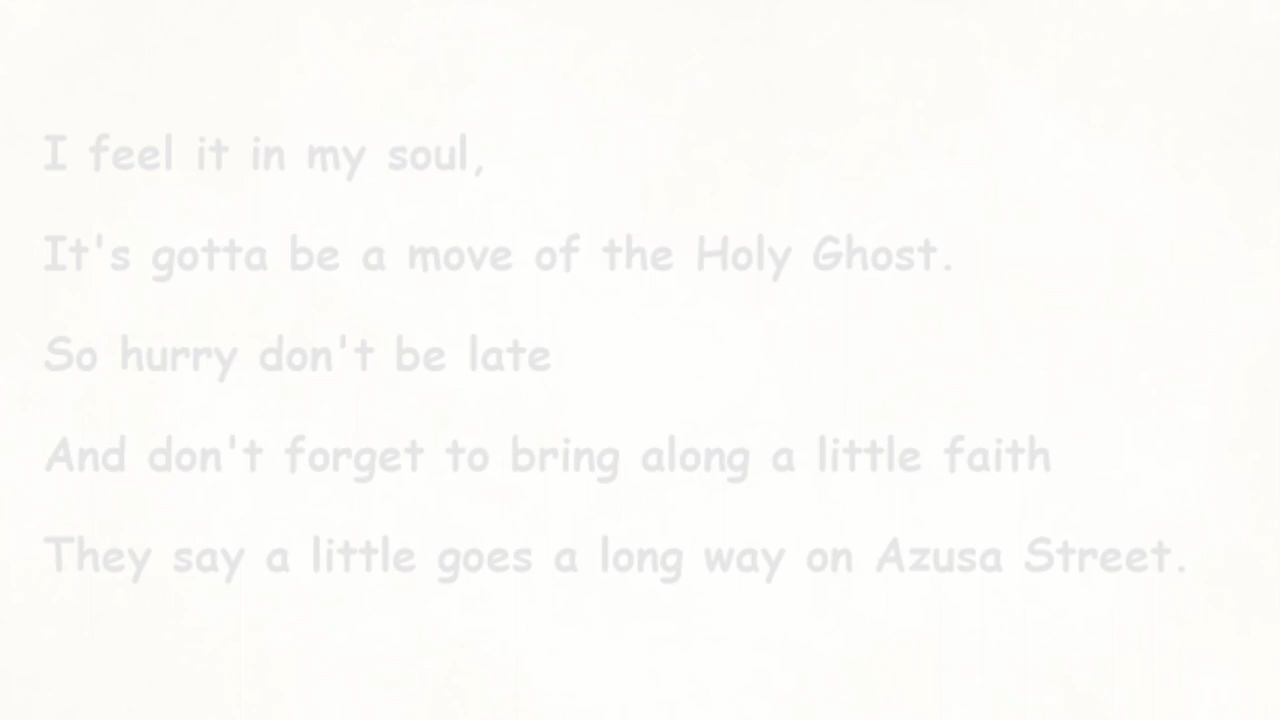 I feel it in my soul,
It's gotta be a move of the Holy Ghost.
So hurry don't be late
And don't forget to bring along a little faith
They say a little goes a long way on Azusa Street.